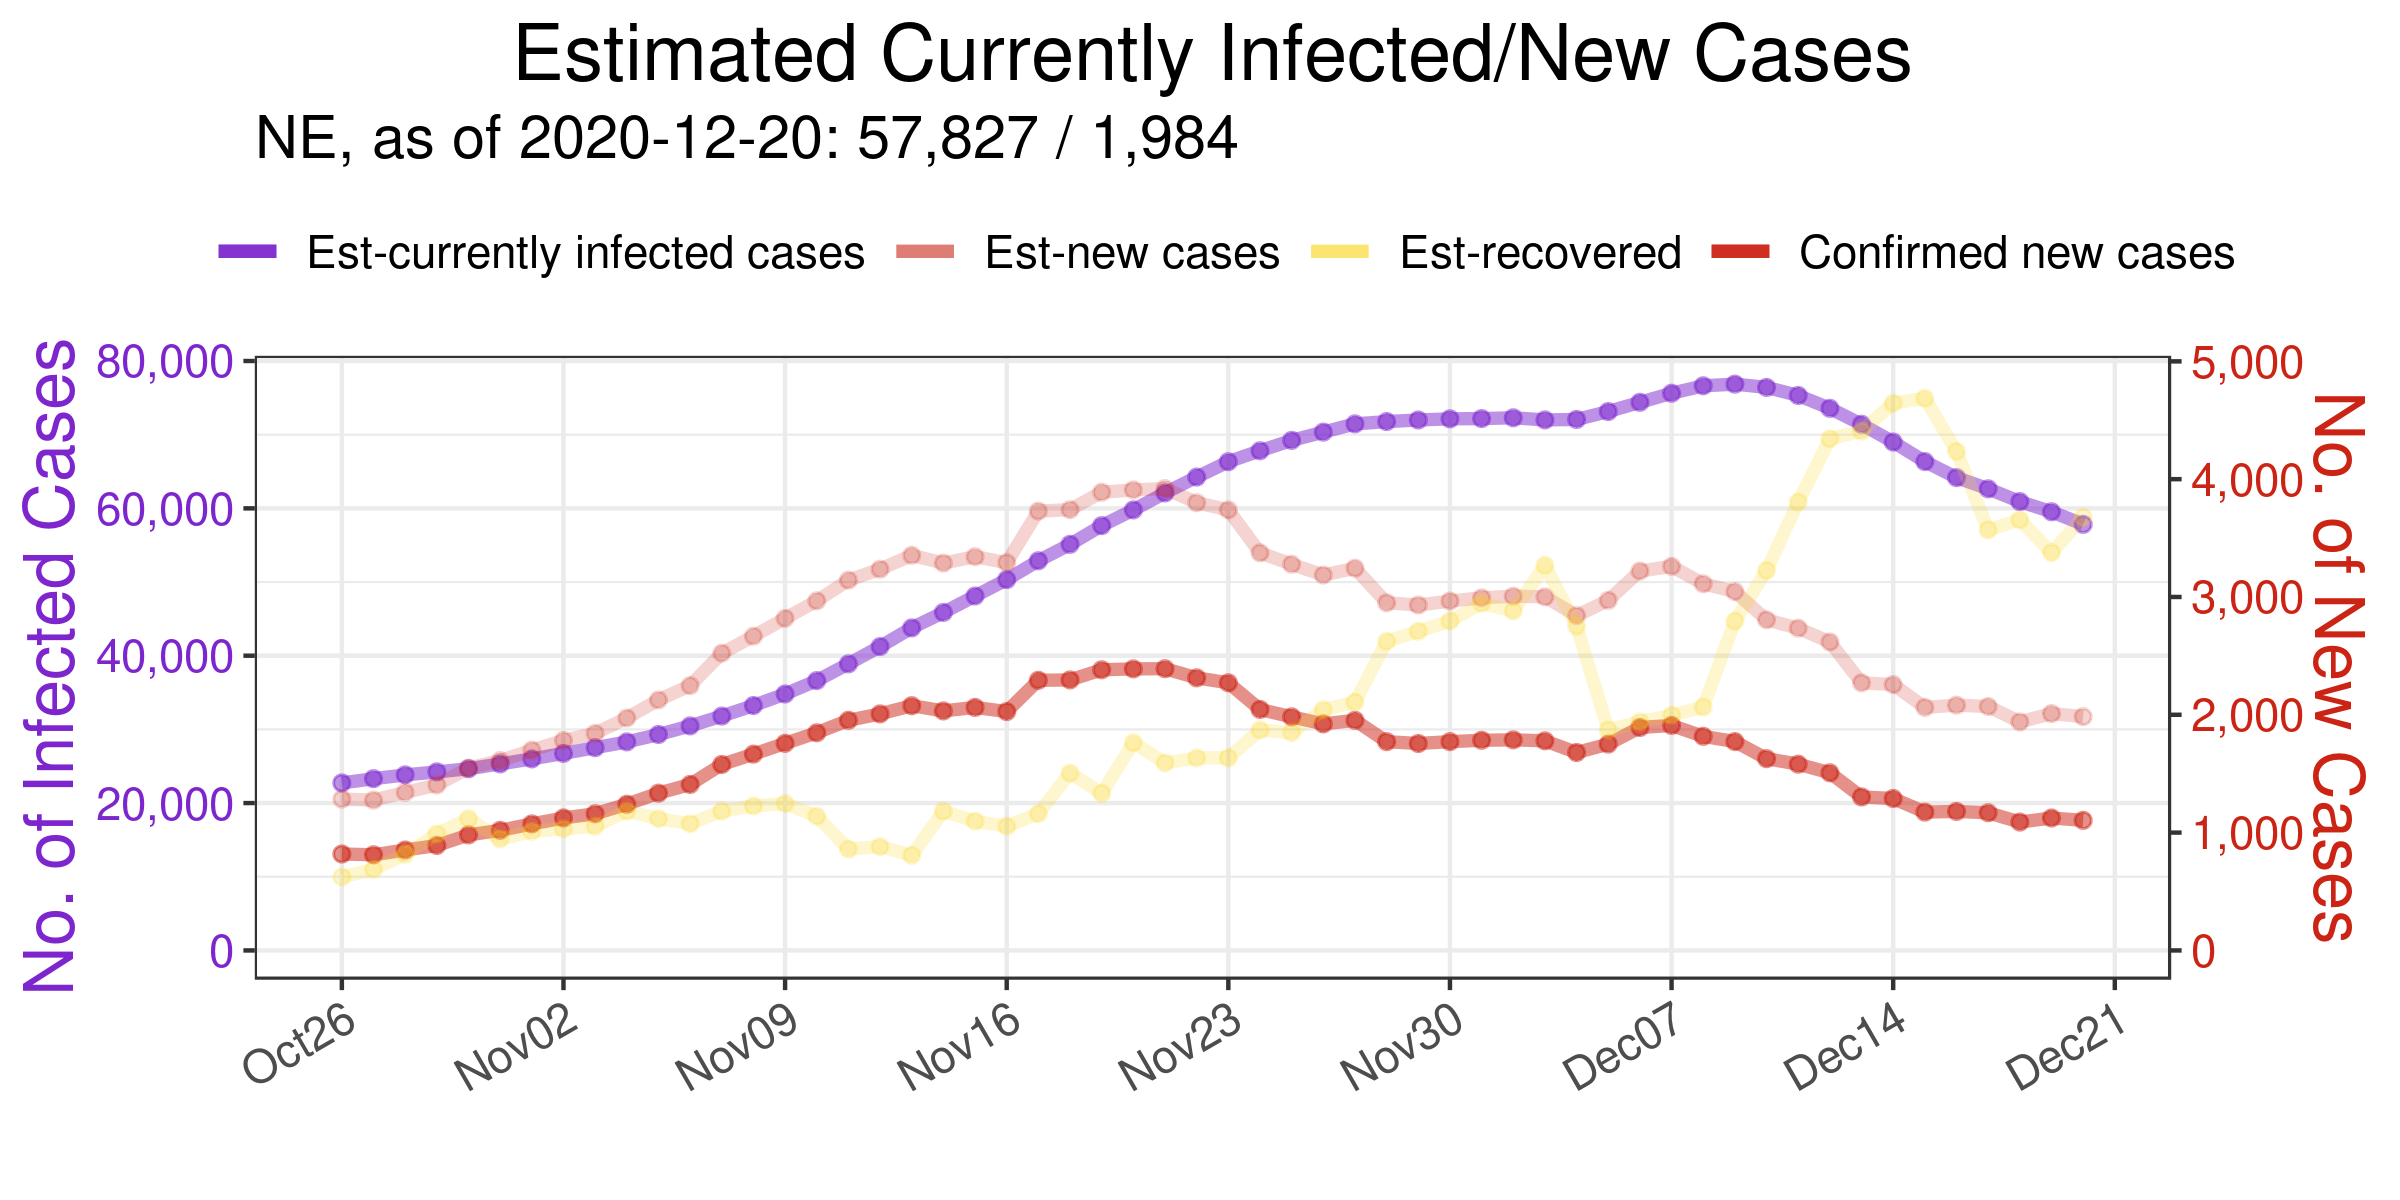 Estimated Currently Infected/New Cases
NE, as of 2020-12-20: 57,827 / 1,984
Est-currently infected cases Est-new cases Est-recovered Confirmed new cases
No. of Infected Cases
80,000
60,000
40,000
20,000
0
5,000
4,000
3,000
2,000
1,000
0
No. of New Cases
Oct26 Nov02 Nov09 Nov16 Nov23 Nov30 Dec07 Dec14 Dec21